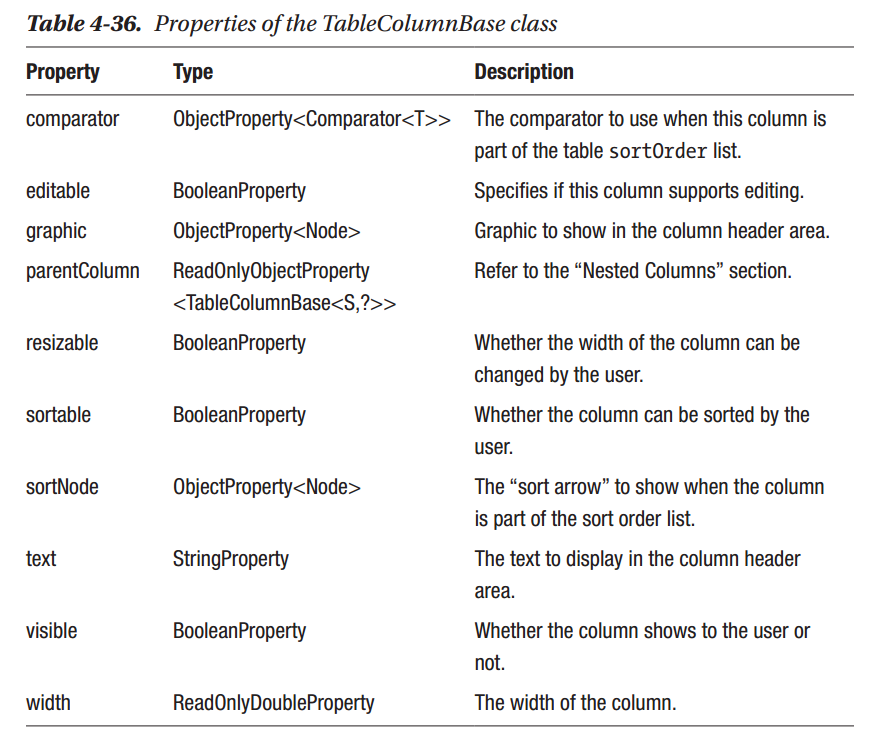 Table 4-36. Properties of the TableColumnBase class
Property Type Description
comparator ObjectProperty<Comparator<T>> The comparator to use when this column is
part of the table sortOrder list.
editable BooleanProperty Specifies if this column supports editing.
graphic ObjectProperty<Node> Graphic to show in the column header area.
parentColumn ReadOnlyObjectProperty Refer to the “Nested Columns” section.
<TableColumnBase<S,?>>
resizable BooleanProperty Whether the width of the column can be
changed by the user.
sortable BooleanProperty Whether the column can be sorted by the
user.
sortNode ObjectProperty<Node> The “sort arrow” to show when the column
is part of the sort order list.
text StringProperty The text to display in the column header
area.
visible BooleanProperty Whether the column shows to the user or
not.
width ReadOnlyDoubleProperty The width of the column.